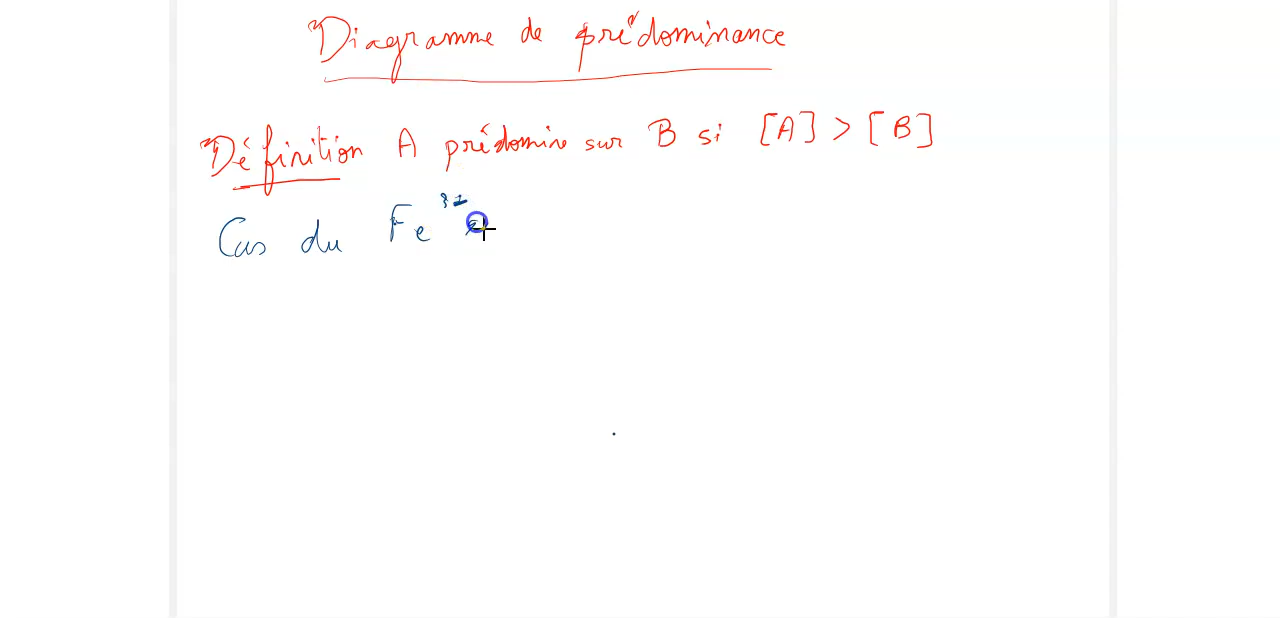 Diagramme de prédominance
Définition A prédomine sur B si [A] > [B]
Cas du Fe